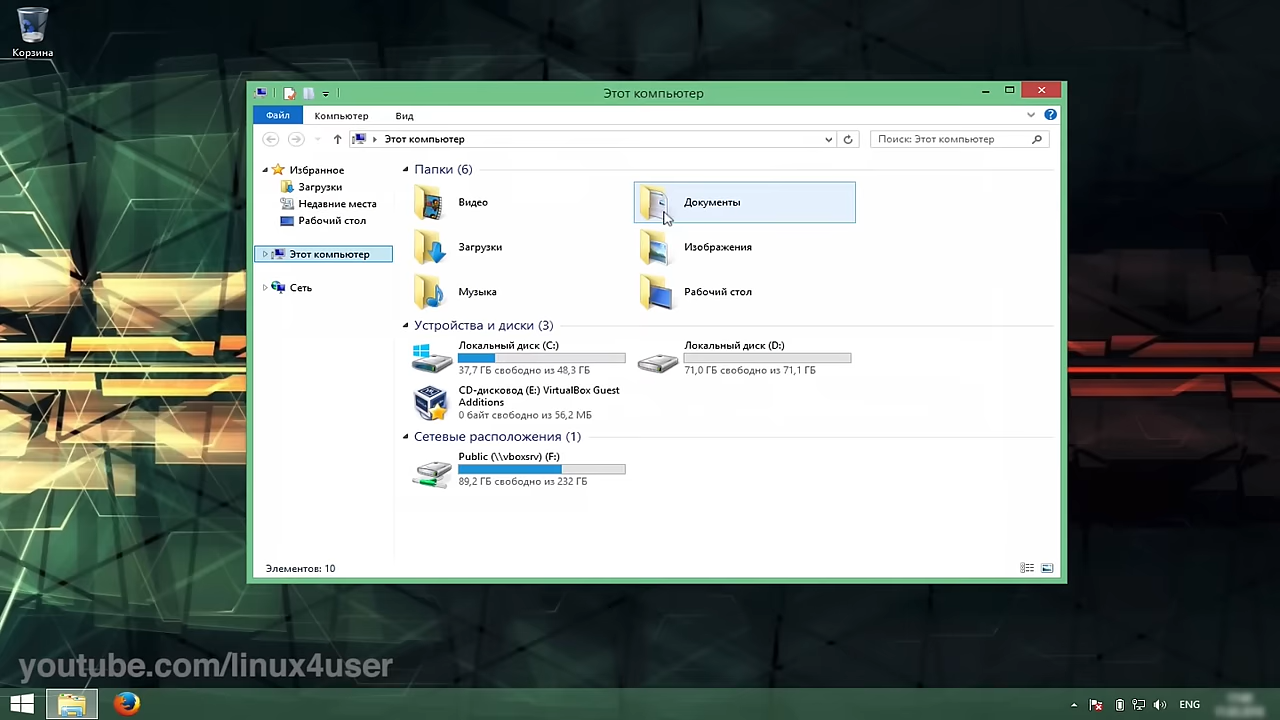 Корзина
Этот компьютер
Файл
Компьютер
Вид
Этот компьютер
Поиск: Этот компьютер
Избранное
Загрузки
Недавние места
Рабочий стол
Этот компьютер
Сеть
Папки (6)
Видео
Документы
Загрузки
Изображения
Музыка
Рабочий стол
Устройства и диски (3)
Локальный диск (C:)
37,7 ГБ свободно из 48,3 ГБ
Локальный диск (D:)
71,0 ГБ свободно из 71,1 ГБ
CD-дисковод (E:) VirtualBox Guest
Additions
0 байт свободно из 56,2 МБ
Сетевые расположения (1)
Public (\\vboxsrv) (F:)
89,2 ГБ свободно из 232 ГБ
Элементов: 10
youtube.com/linux4user
ENG